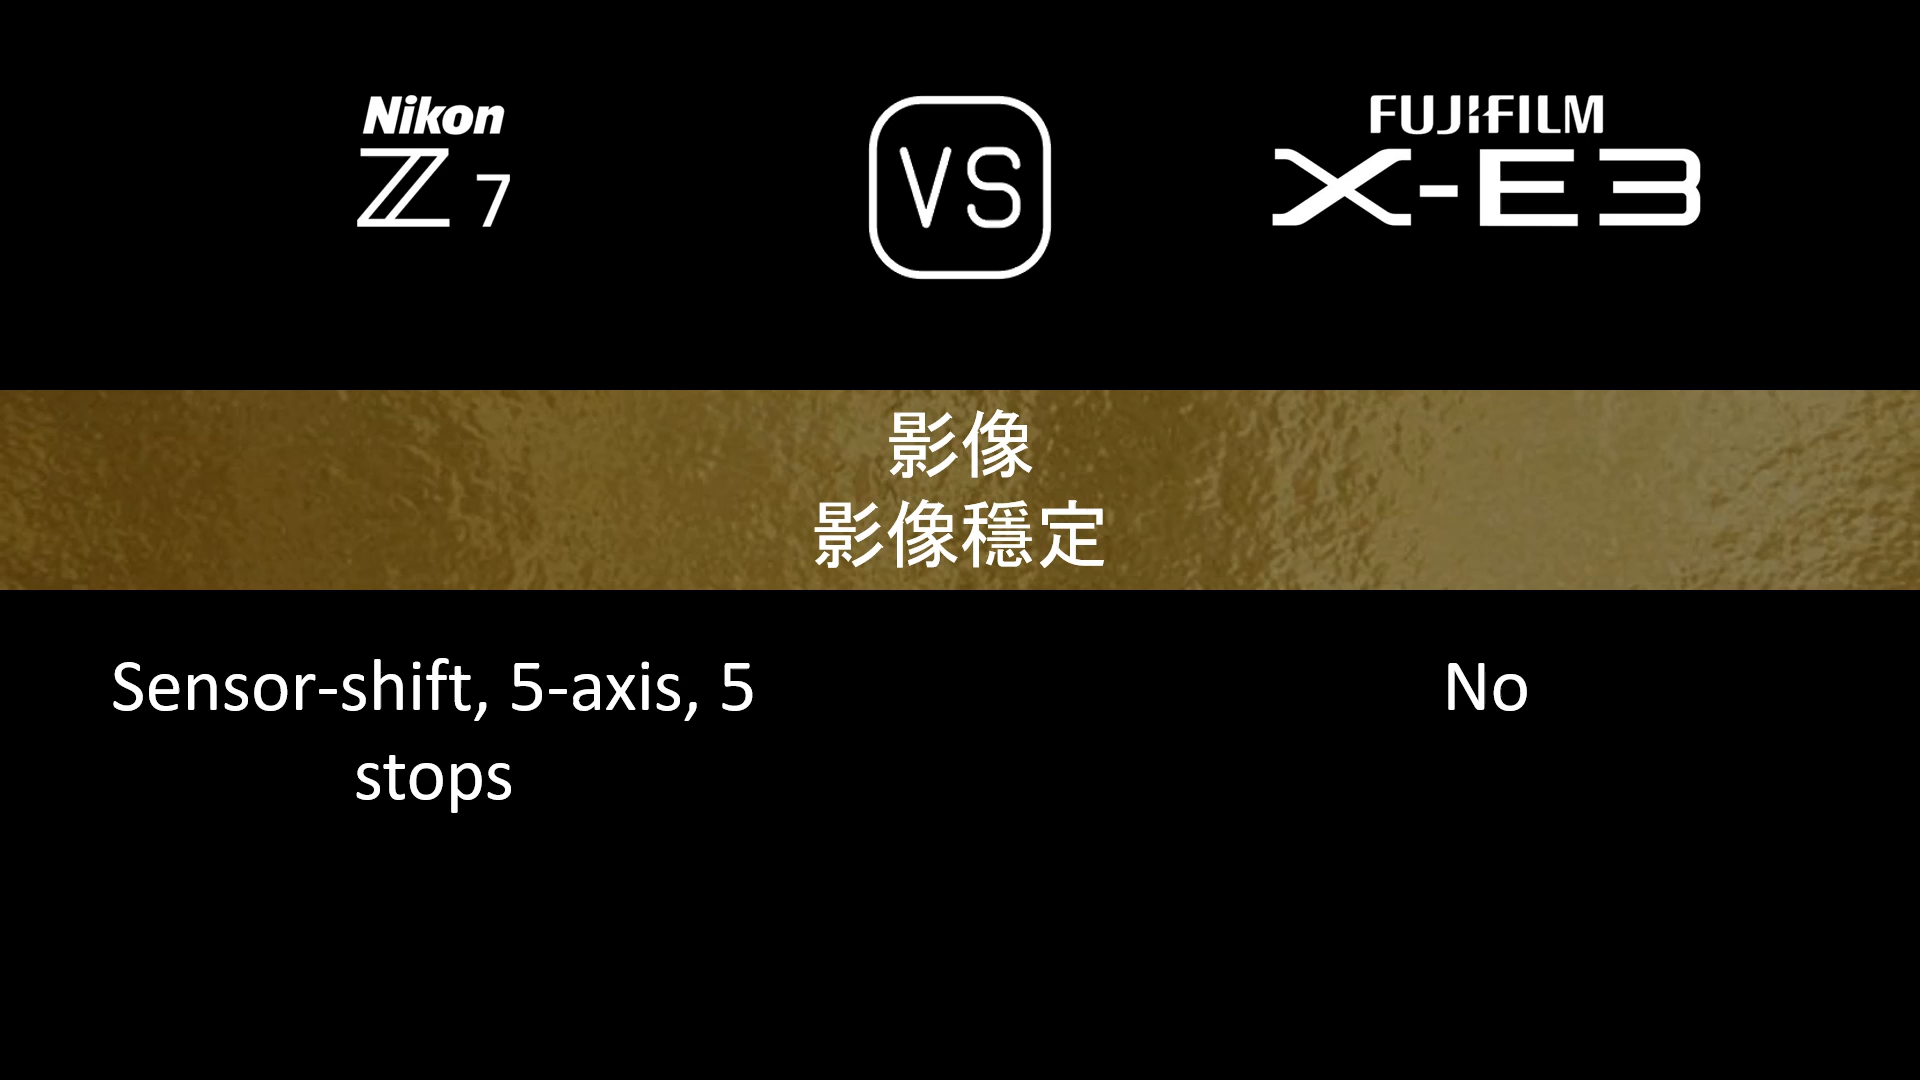 Nikon
Z 7
VS
FUJIFILM
X-E3
影像
影像穩定
Sensor-shift, 5-axis, 5
stops
No